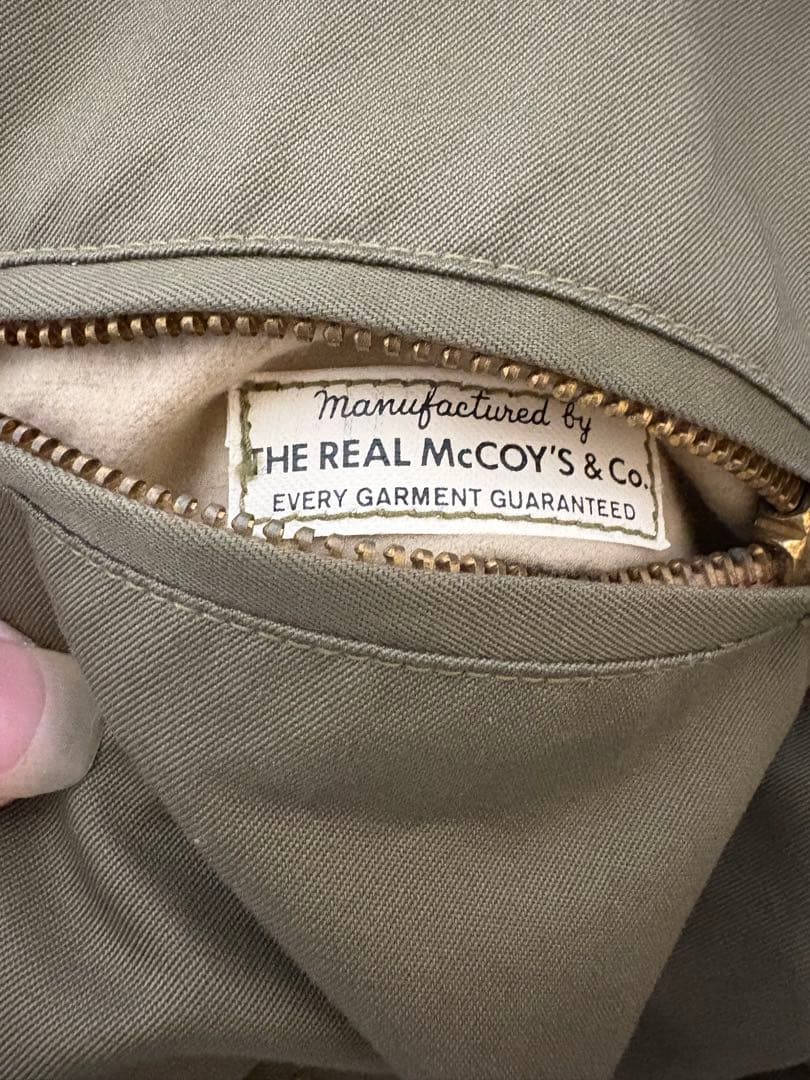 Manufactured by
THE REAL McCOY'S & Co.
EVERY GARMENT GUARANTEED